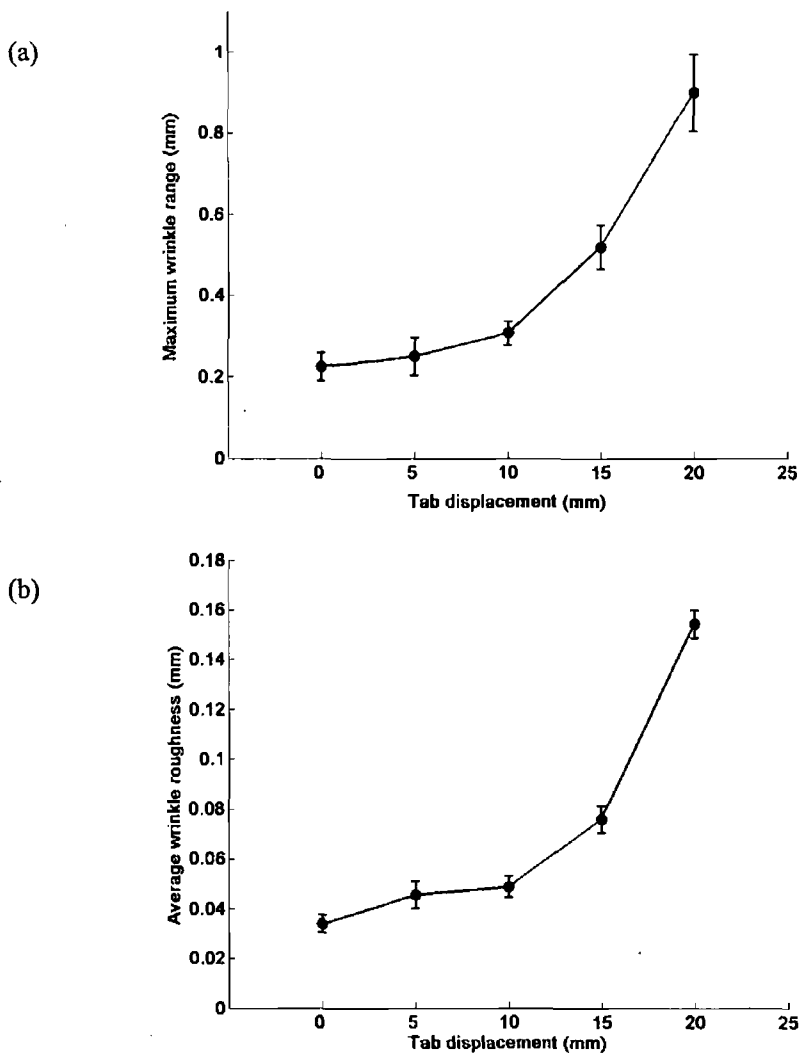 (a)
Maximum wrinkle range (mm)
1
0.8
0.6
0.4
0.2
0
0 5 10 15 20 25
Tab displacement (mm)
(b)
Average wrinkle roughness (mm)
0.18
0.16
0.14
0.12
0.1
0.08
0.06
0.04
0.02
0
0 5 10 15 20 25
Tab displacement (mm)